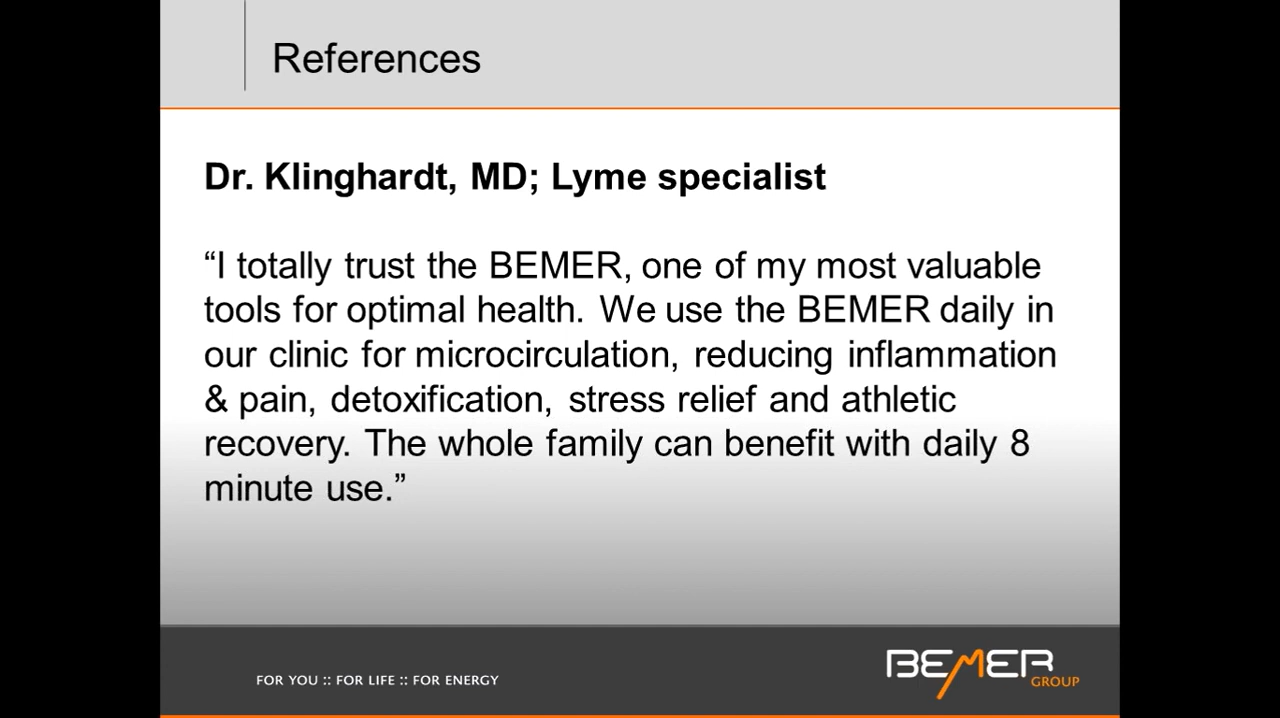 References
Dr. Klinghardt, MD; Lyme specialist
“I totally trust the BEMER, one of my most valuable
tools for optimal health. We use the BEMER daily in
our clinic for microcirculation, reducing inflammation
& pain, detoxification, stress relief and athletic
recovery. The whole family can benefit with daily 8
minute use.”
FOR YOU :: FOR LIFE :: FOR ENERGY
BEMER
GROUP